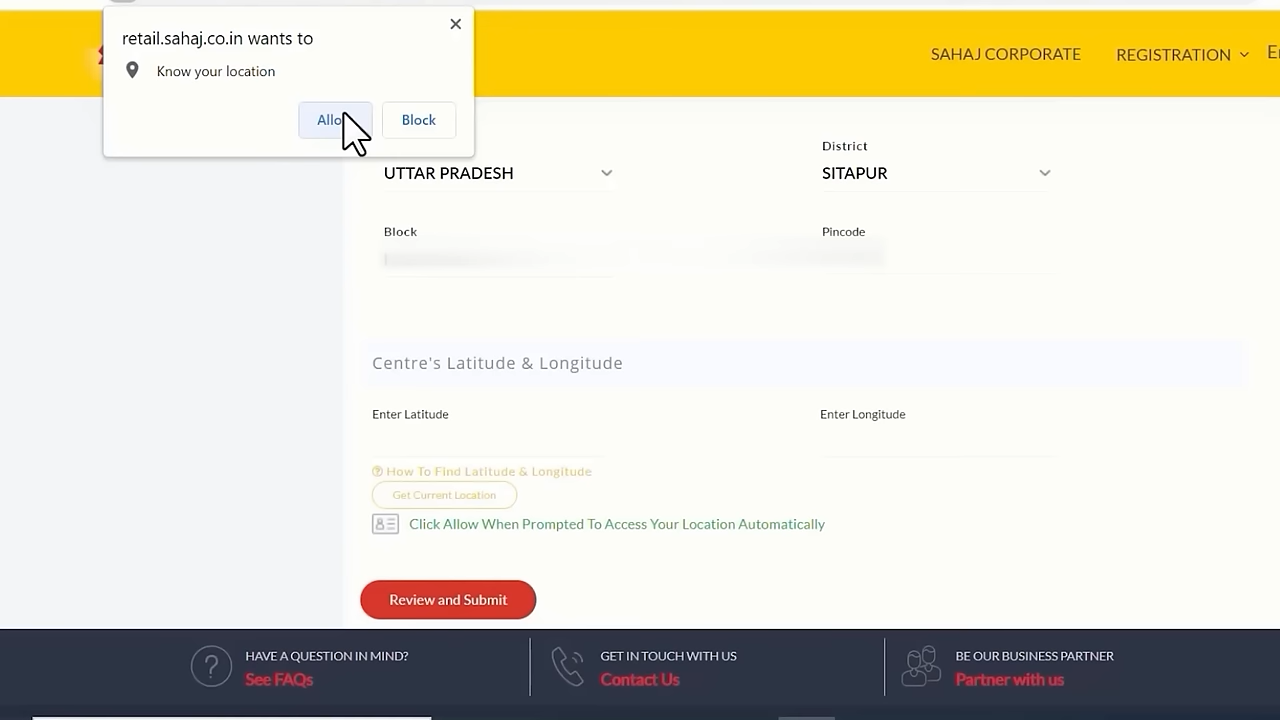 retail.sahaj.co.in wants to
Know your location
Block
SAHAJ CORPORATE
REGISTRATION
District
UTTAR PRADESH
SITAPUR
Block
Pincode
Centre's Latitude & Longitude
Enter Latitude
Enter Longitude
How To Find Latitude & Longitude
Get Current Location
Click Allow When Prompted To Access Your Location Automatically
Review and Submit
HAVE A QUESTION IN MIND?
See FAQs
GET IN TOUCH WITH US
Contact Us
BE OUR BUSINESS PARTNER
Partner with us